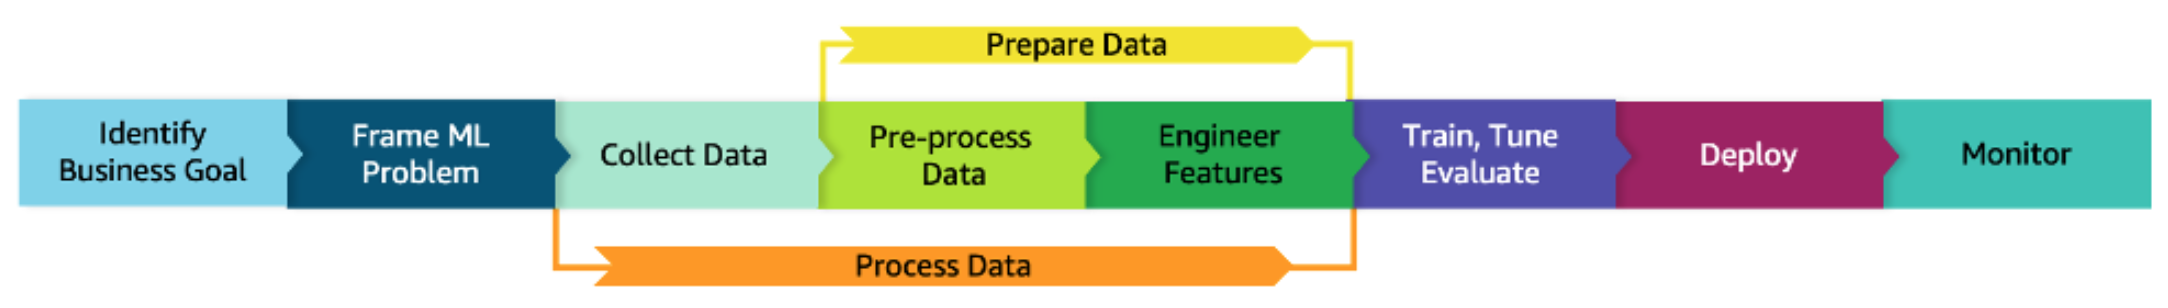 Prepare Data
Identify
Business Goal
Frame ML
Problem
Collect Data
Pre-process
Data
Engineer
Features
Train, Tune
Evaluate
Deploy
Monitor
Process Data